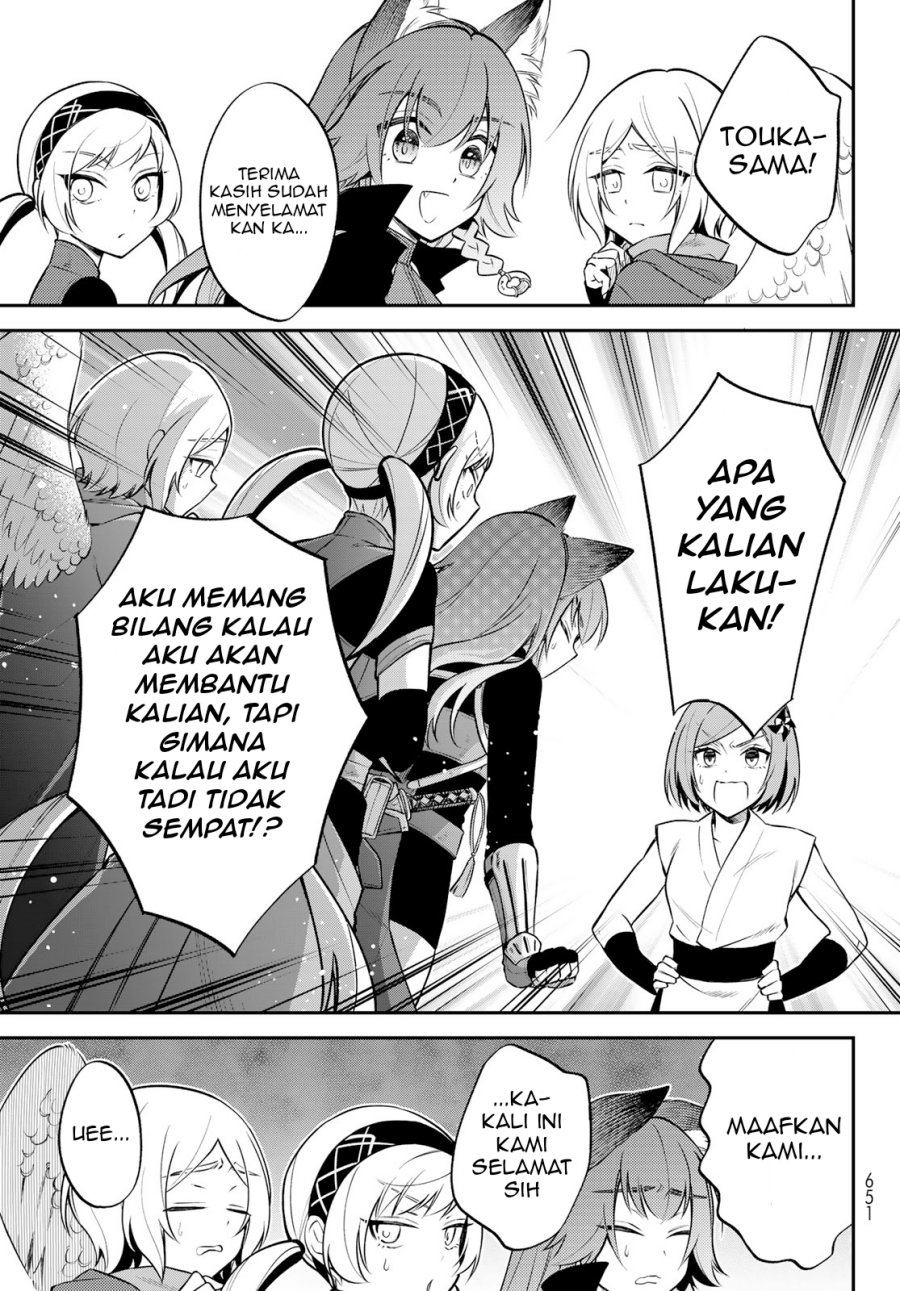 TOUKA-
SAMA!
TERIMA
KASIH SUDAH
MENYELAMAT
KAN KA...
APA
YANG
KALIAN
LAKU-
KAN!
AKU MEMANG
BILANG KALAU
AKU AKAN
MEMBANTU
KALIAN, TAPI
GIMANA
KALAU AKU
TADI TIDAK
SEMPAT!?
MAAFKAN
KAMI...
...KA-
KALI INI
KAMI
SELAMAT
SIH
UEE...
651